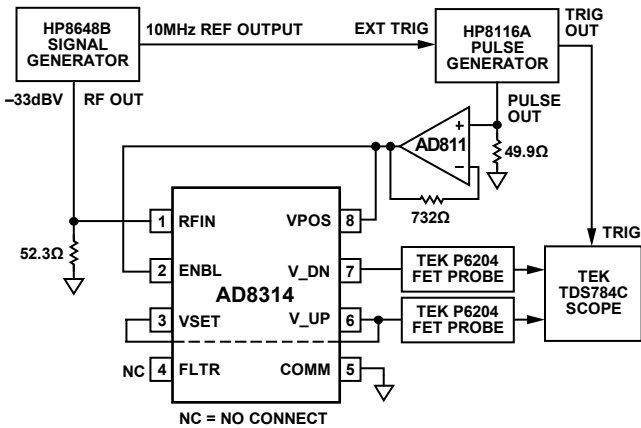 HP8648B
SIGNAL
GENERATOR
10MHz REF OUTPUT
EXT TRIG
HP8116A
PULSE
GENERATOR
TRIG
OUT
–33dBV
RF OUT
PULSE
OUT
+
AD811
–
49.9Ω
732Ω
52.3Ω
1 RFIN
VPOS 8
2 ENBL
V_DN 7
AD8314
3 VSET
V_UP 6
NC 4 FLTR
COMM 5
TEK P6204
FET PROBE
TEK P6204
FET PROBE
TRIG
TEK
TDS784C
SCOPE
NC = NO CONNECT